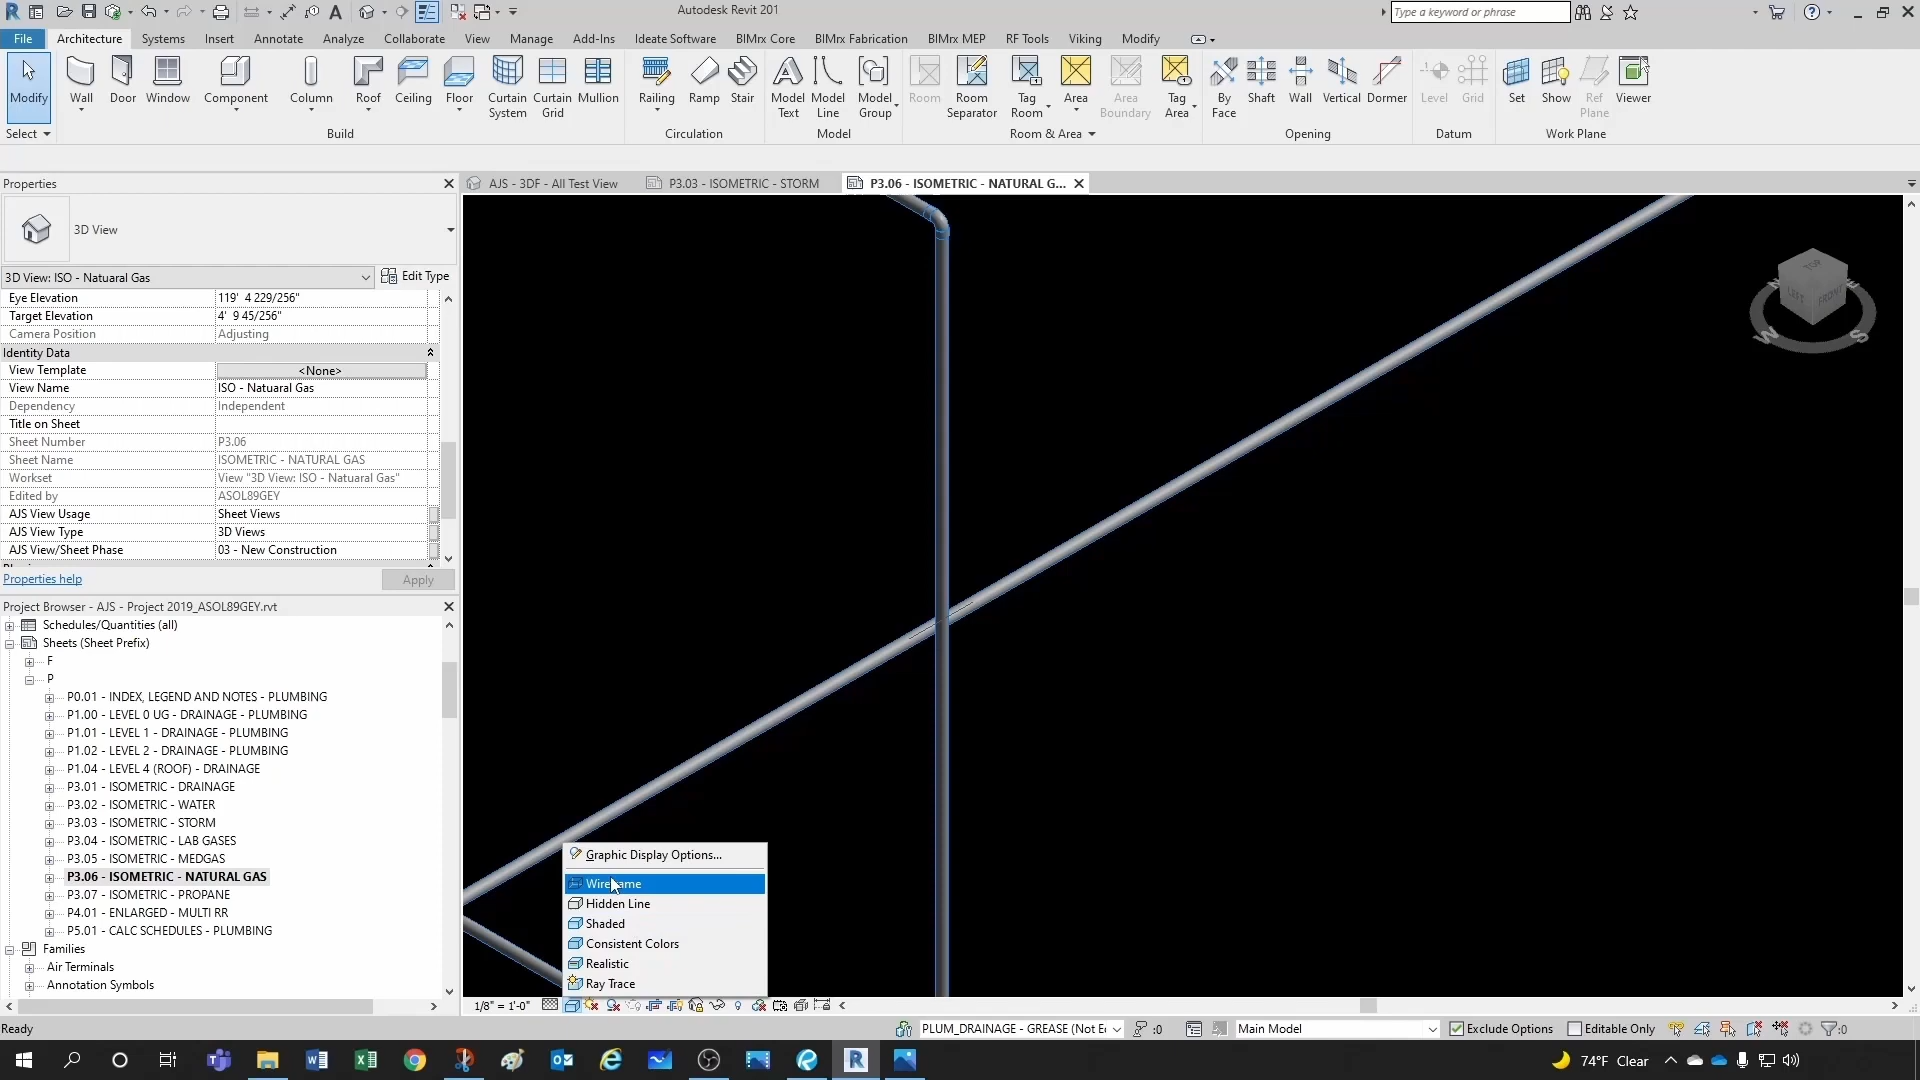 Autodesk Revit 201
Type a keyword or phrase
File Architecture Systems Insert Annotate Analyze Collaborate View Manage Add-Ins Ideate Software BIMrx Core BIMrx Fabrication BIMrx MEP RF Tools Viking Modify
Modify Wall Door Window Component Column Roof Ceiling Floor Curtain System Curtain Grid Mullion Railing Ramp Stair Model Text Model Line Model Group Room Room Separator Tag Room Area Area Boundary Tag Area By Face Shaft Wall Vertical Dormer Level Grid Set Show Ref Plane Viewer
Select Build Circulation Model Room & Area Opening Datum Work Plane
Properties
AJS - 3DF - All Test View P3.03 - ISOMETRIC - STORM P3.06 - ISOMETRIC - NATURAL G...
3D View
3D View: ISO - Natuaral Gas Edit Type
Eye Elevation 119' 4 229/256"
Target Elevation 4' 9 45/256"
Camera Position Adjusting
Identity Data
View Template <None>
View Name ISO - Natuaral Gas
Dependency Independent
Title on Sheet
Sheet Number P3.06
Sheet Name ISOMETRIC - NATURAL GAS
Workset View "3D View: ISO - Natuaral Gas"
Edited by ASOL89GEY
AJS View Usage Sheet Views
AJS View Type 3D Views
AJS View/Sheet Phase 03 - New Construction
Properties help Apply
Project Browser - AJS - Project 2019_ASOL89GEY.rvt
Schedules/Quantities (all)
Sheets (Sheet Prefix)
F
P
P0.01 - INDEX, LEGEND AND NOTES - PLUMBING
P1.00 - LEVEL 0 UG - DRAINAGE - PLUMBING
P1.01 - LEVEL 1 - DRAINAGE - PLUMBING
P1.02 - LEVEL 2 - DRAINAGE - PLUMBING
P1.04 - LEVEL 4 (ROOF) - DRAINAGE
P3.01 - ISOMETRIC - DRAINAGE
P3.02 - ISOMETRIC - WATER
P3.03 - ISOMETRIC - STORM
P3.04 - ISOMETRIC - LAB GASES
P3.05 - ISOMETRIC - MEDGAS
P3.06 - ISOMETRIC - NATURAL GAS
P3.07 - ISOMETRIC - PROPANE
P4.01 - ENLARGED - MULTI RR
P5.01 - CALC SCHEDULES - PLUMBING
Families
Air Terminals
Annotation Symbols
TOP
LEFT FRONT
W S
Graphic Display Options...
Wireframe
Hidden Line
Shaded
Consistent Colors
Realistic
Ray Trace
1/8" = 1'-0"
Ready PLUM_DRAINAGE - GREASE (Not E :0 Main Model Exclude Options Editable Only :0
74°F Clear